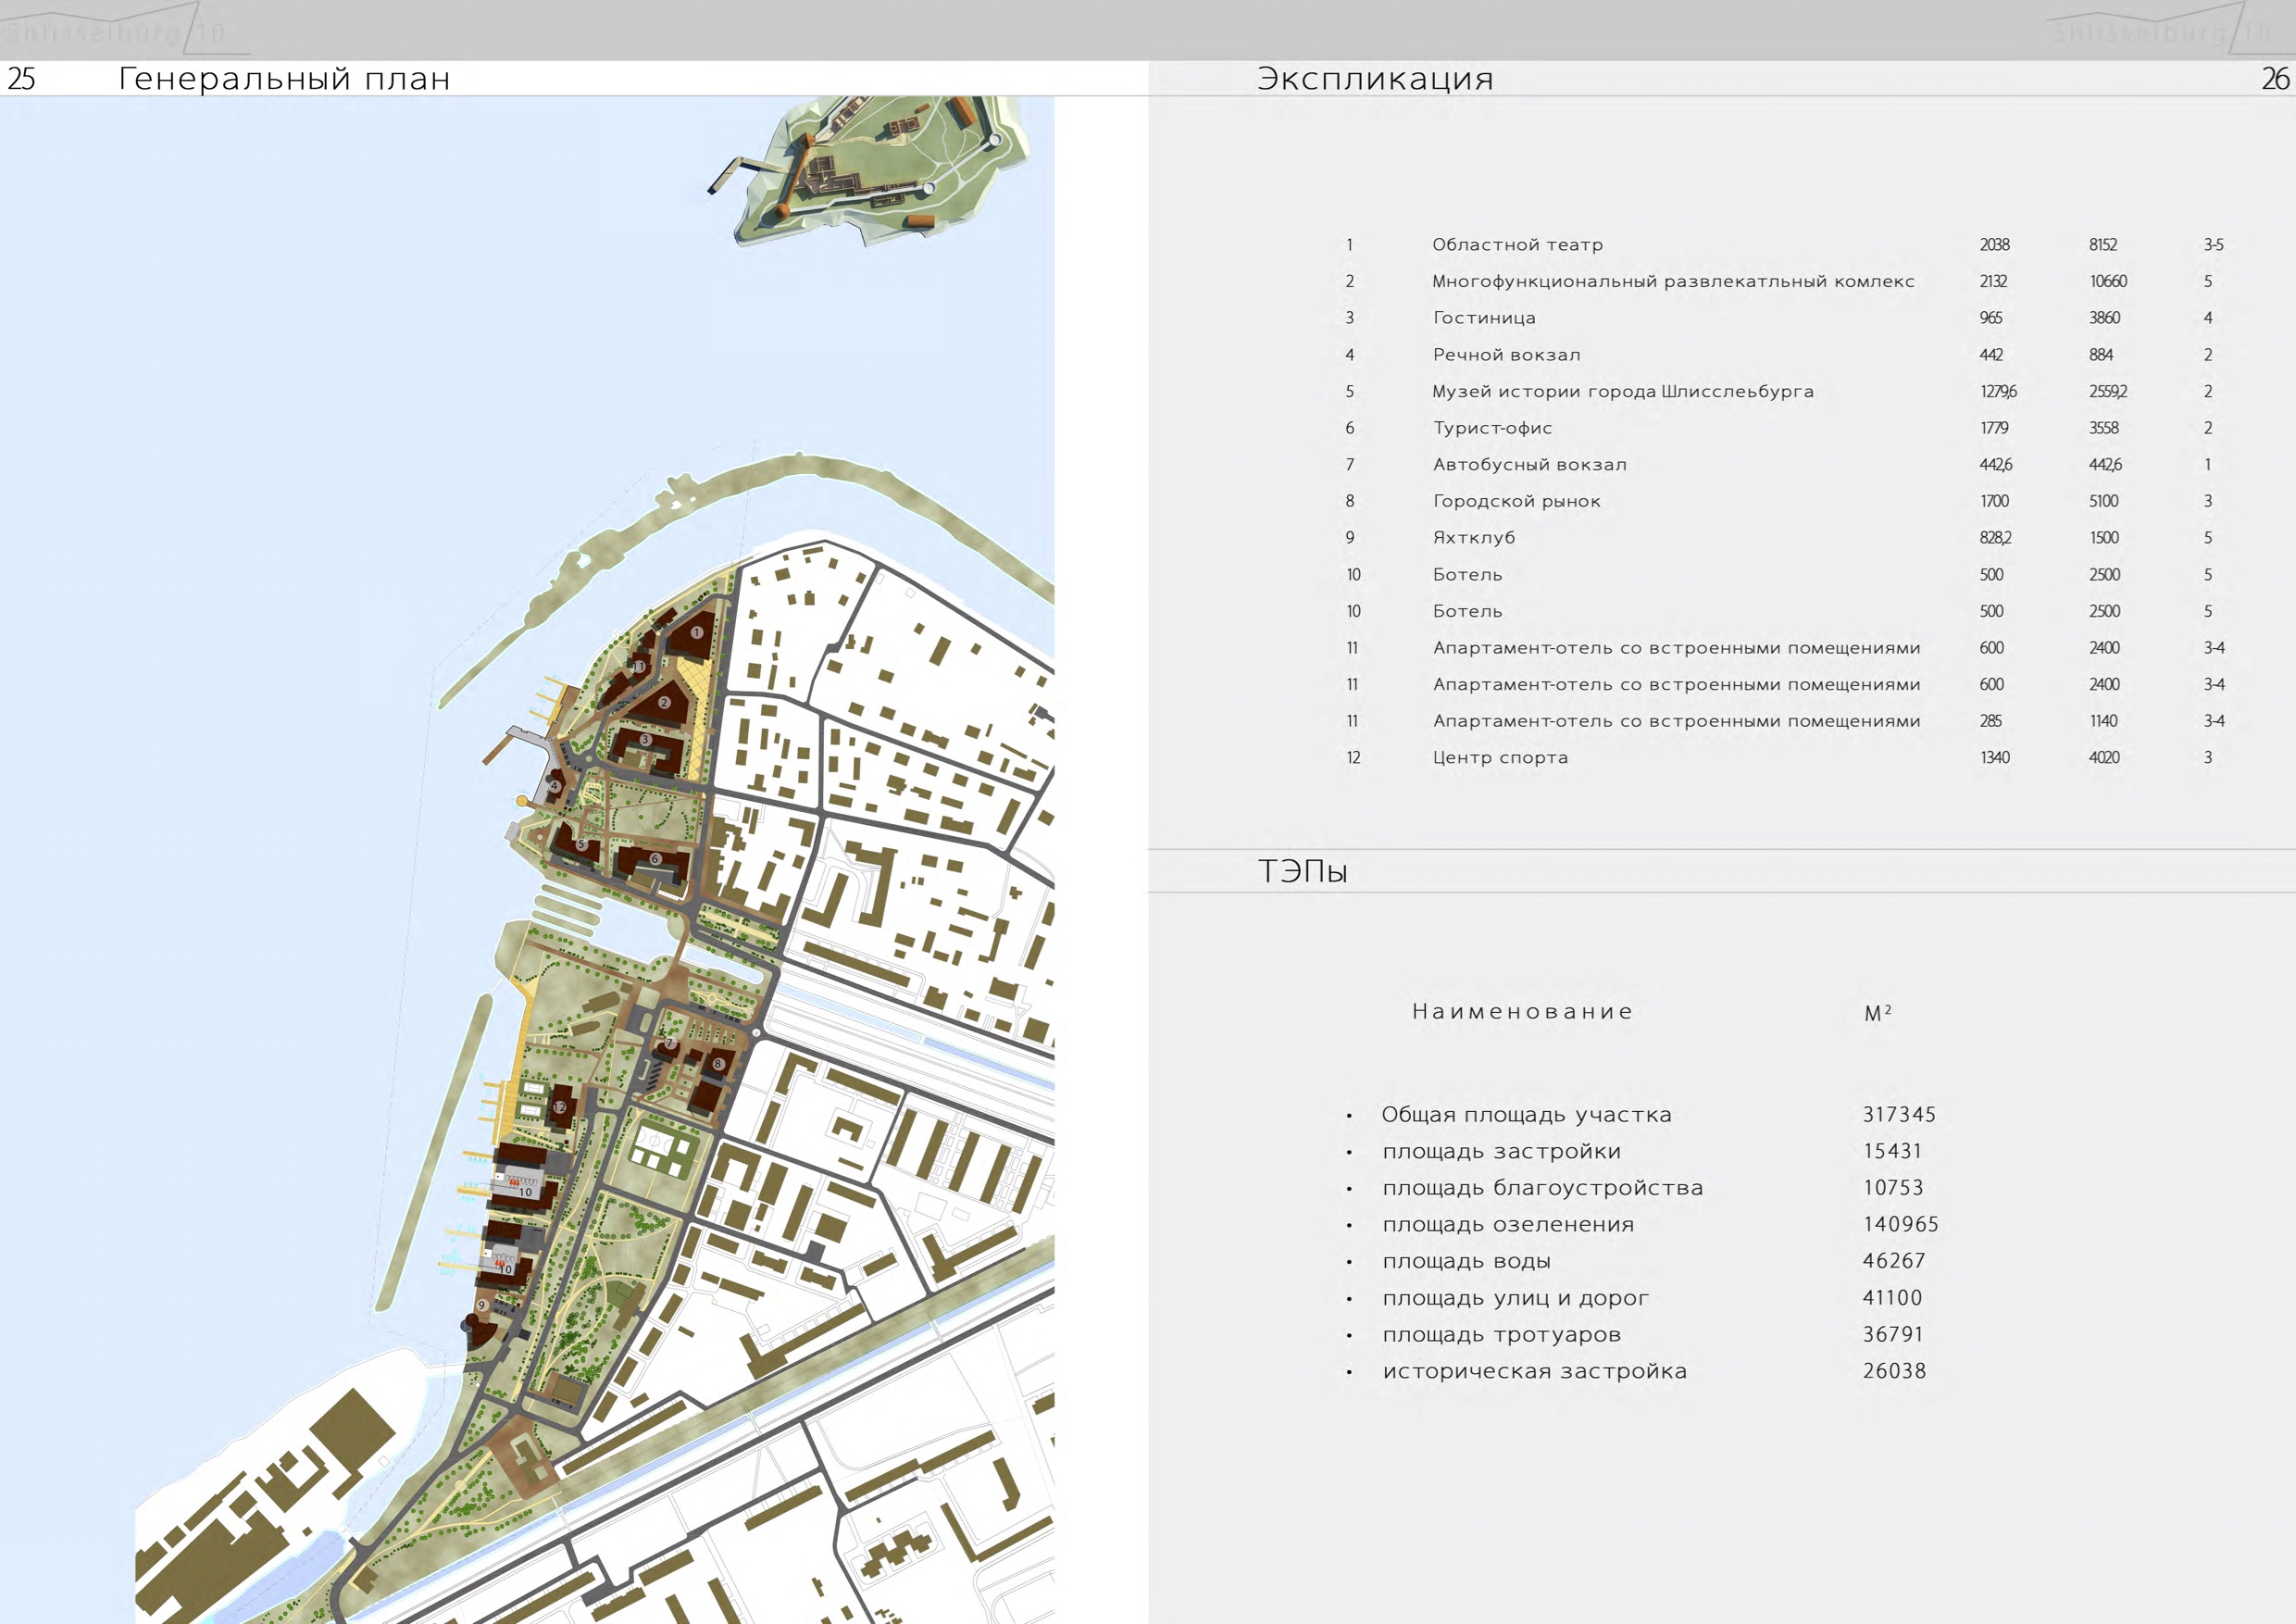 Shlisselburg 10
Shlisselburg 10
25 Генеральный план
Экспликация 26
1 Областной театр 2038 8152 3-5
2 Многофункциональный развлекатльный комлекс 2132 10660 5
3 Гостиница 965 3860 4
4 Речной вокзал 442 884 2
5 Музей истории города Шлисслеьбурга 1279,6 2559,2 2
6 Турист-офис 1779 3558 2
7 Автобусный вокзал 442,6 442,6 1
8 Городской рынок 1700 5100 3
9 Яхтклуб 828,2 1500 5
10 Ботель 500 2500 5
10 Ботель 500 2500 5
11 Апартамент-отель со встроенными помещениями 600 2400 3-4
11 Апартамент-отель со встроенными помещениями 600 2400 3-4
11 Апартамент-отель со встроенными помещениями 285 1140 3-4
12 Центр спорта 1340 4020 3
ТЭПы
Наименование М²
• Общая площадь участка 317345
• площадь застройки 15431
• площадь благоустройства 10753
• площадь озеленения 140965
• площадь воды 46267
• площадь улиц и дорог 41100
• площадь тротуаров 36791
• историческая застройка 26038
1
11
2
3
4
5
6
7
8
12
10
10
9